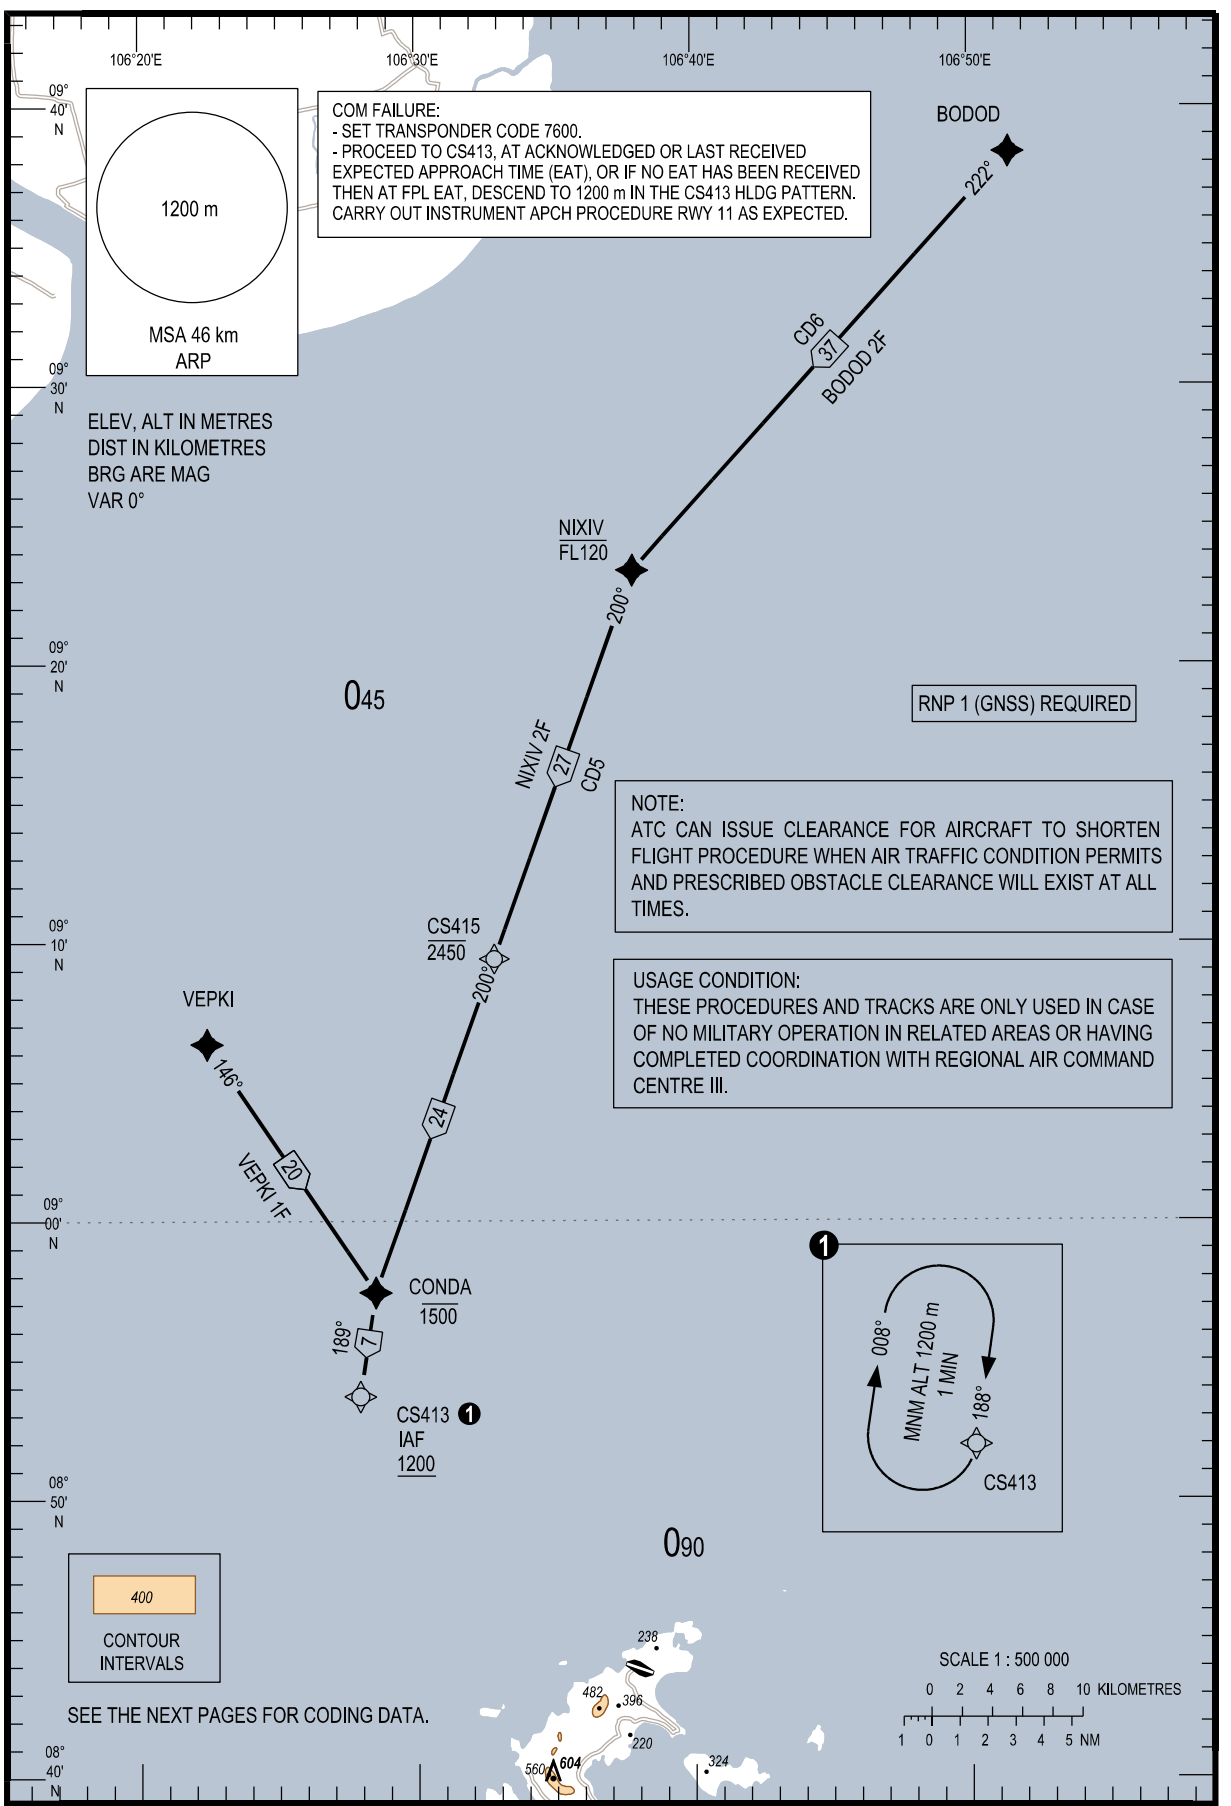 106°20'E
106°30'E
106°40'E
106°50'E
09°
40'
N
COM FAILURE:
- SET TRANSPONDER CODE 7600.
- PROCEED TO CS413, AT ACKNOWLEDGED OR LAST RECEIVED
EXPECTED APPROACH TIME (EAT), OR IF NO EAT HAS BEEN RECEIVED
THEN AT FPL EAT, DESCEND TO 1200 m IN THE CS413 HLDG PATTERN.
CARRY OUT INSTRUMENT APCH PROCEDURE RWY 11 AS EXPECTED.
BODOD
222°
1200 m
MSA 46 km
ARP
CD6
37
BODOD 2F
09°
30'
N
ELEV, ALT IN METRES
DIST IN KILOMETRES
BRG ARE MAG
VAR 0°
NIXIV
FL120
200°
09°
20'
N
045
RNP 1 (GNSS) REQUIRED
NIXIV 2F
27
CD5
NOTE:
ATC CAN ISSUE CLEARANCE FOR AIRCRAFT TO SHORTEN
FLIGHT PROCEDURE WHEN AIR TRAFFIC CONDITION PERMITS
AND PRESCRIBED OBSTACLE CLEARANCE WILL EXIST AT ALL
TIMES.
09°
10'
N
CS415
2450
200°
USAGE CONDITION:
THESE PROCEDURES AND TRACKS ARE ONLY USED IN CASE
OF NO MILITARY OPERATION IN RELATED AREAS OR HAVING
COMPLETED COORDINATION WITH REGIONAL AIR COMMAND
CENTRE III.
VEPKI
146°
24
20
VEPKI 1F
09°
00'
N
CONDA
1500
189°
7
CS413 1
IAF
1200
1
008°
MNM ALT 1200 m
1 MIN
188°
CS413
08°
50'
N
090
400
CONTOUR
INTERVALS
SEE THE NEXT PAGES FOR CODING DATA.
238
482
396
220
324
560
604
SCALE 1 : 500 000
0 2 4 6 8 10 KILOMETRES
1 0 1 2 3 4 5 NM
08°
40'
N